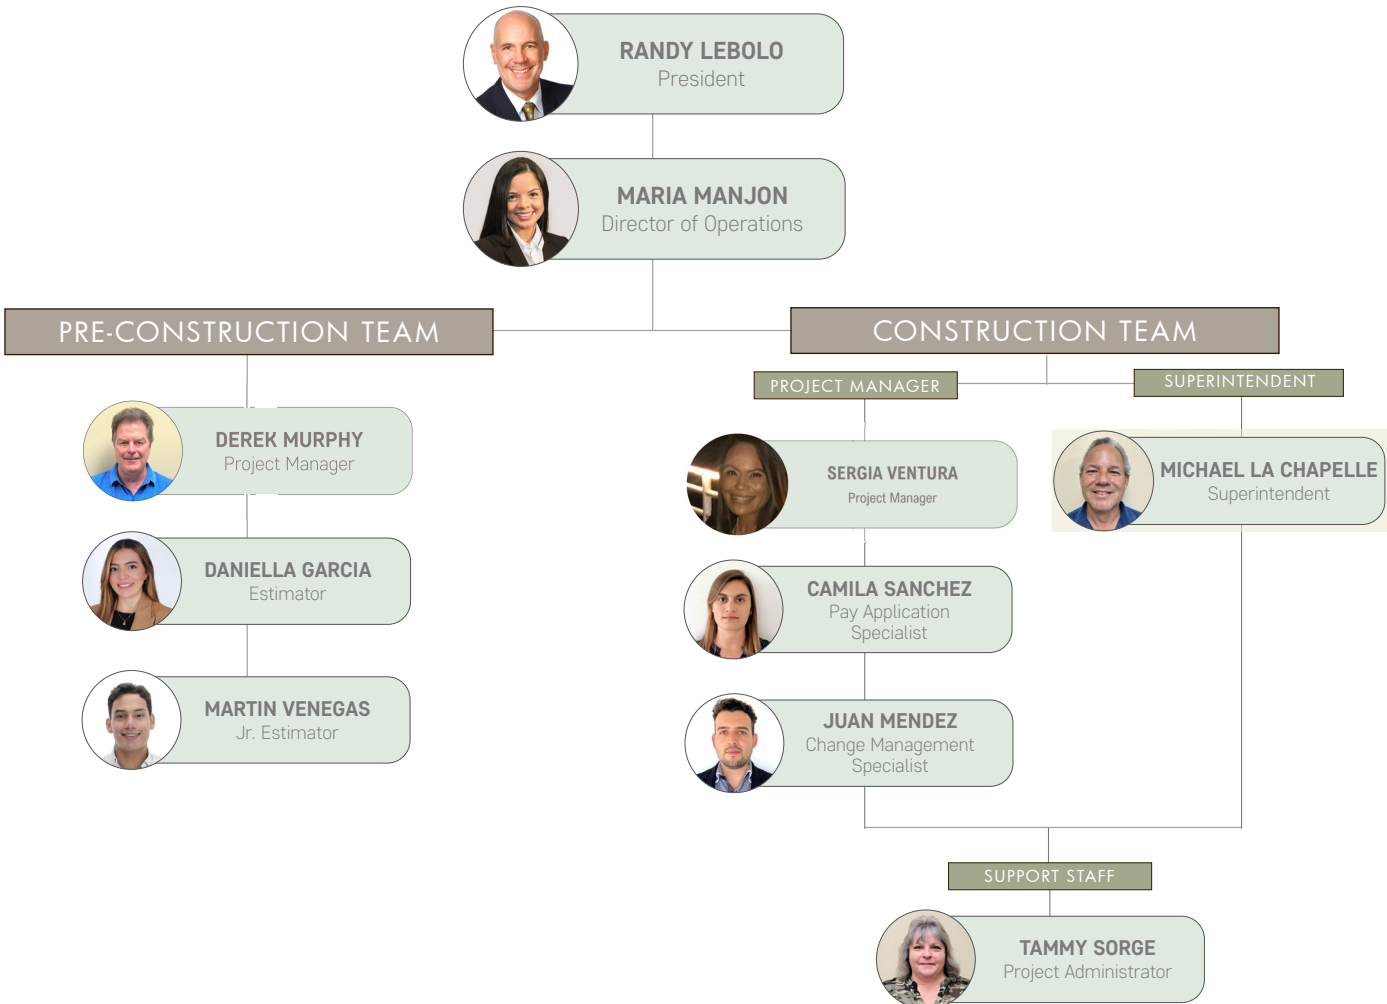 RANDY LEBOLO
President
MARIA MANJON
Director of Operations
PRE-CONSTRUCTION TEAM
DEREK MURPHY
Project Manager
DANIELLA GARCIA
Estimator
MARTIN VENEGAS
Jr. Estimator
CONSTRUCTION TEAM
PROJECT MANAGER
SERGIA VENTURA
Project Manager
CAMILA SANCHEZ
Pay Application
Specialist
JUAN MENDEZ
Change Management
Specialist
SUPERINTENDENT
MICHAEL LA CHAPELLE
Superintendent
SUPPORT STAFF
TAMMY SORGE
Project Administrator